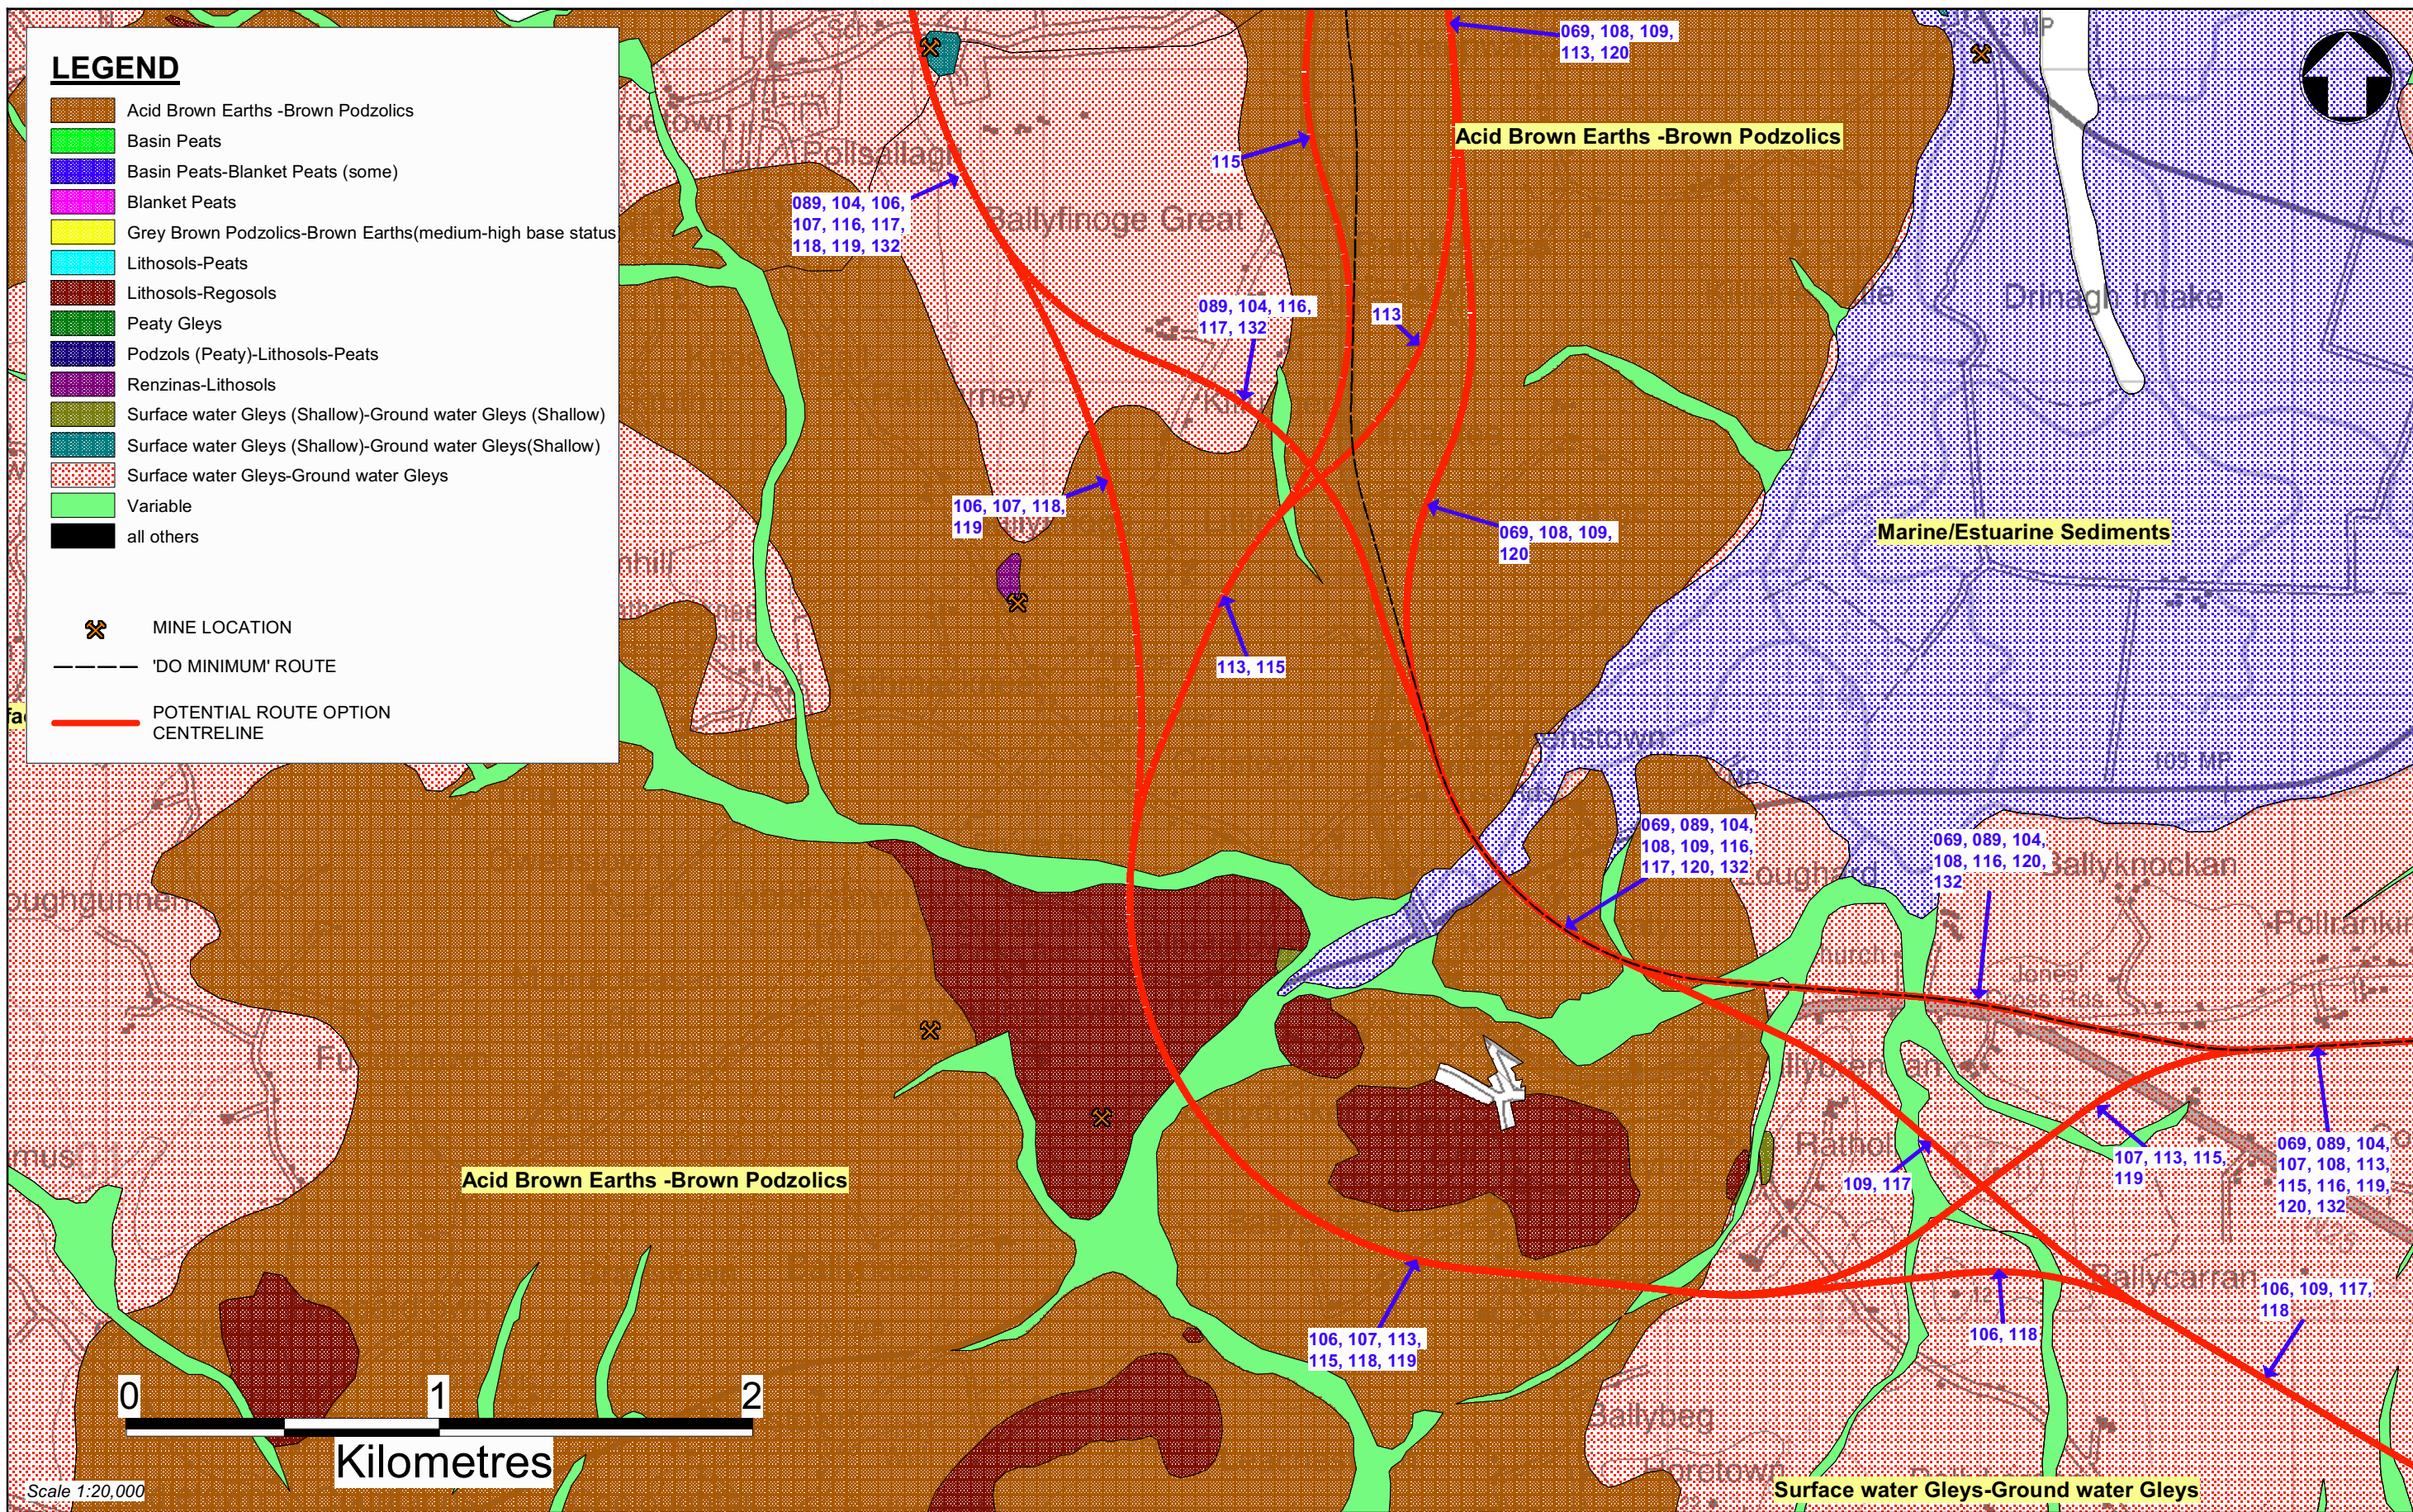 LEGEND
Acid Brown Earths -Brown Podzolics
Basin Peats
Basin Peats-Blanket Peats (some)
Blanket Peats
Grey Brown Podzolics-Brown Earths(medium-high base status
Lithosols-Peats
Lithosols-Regosols
Peaty Gleys
Podzols (Peaty)-Lithosols-Peats
Renzinas-Lithosols
Surface water Gleys (Shallow)-Ground water Gleys (Shallow)
Surface water Gleys (Shallow)-Ground water Gleys(Shallow)
Surface water Gleys-Ground water Gleys
Variable
all others
MINE LOCATION
'DO MINIMUM' ROUTE
POTENTIAL ROUTE OPTION
CENTRELINE
069, 108, 109,
113, 120
Acid Brown Earths -Brown Podzolics
115
089, 104, 106,
107, 116, 117,
118, 119, 132
Ballyfinoge Great
089, 104, 116,
117, 132
113
Drinagh Intake
106, 107, 118,
119
069, 108, 109,
120
Marine/Estuarine Sediments
113, 115
109 MP
069, 089, 104,
108, 109, 116,
117, 120, 132
069, 089, 104,
108, 116, 120,
132
Ballyknockan
Loughard
Owenstown
Jones
109, 117
107, 113, 115,
119
069, 089, 104,
107, 108, 113,
115, 116, 119,
120, 132
Acid Brown Earths -Brown Podzolics
106, 107, 113,
115, 118, 119
106, 118
Ballycarran
106, 109, 117,
118
Ballybeg
Horetown
Surface water Gleys-Ground water Gleys
0 1 2
Kilometres
Scale 1:20,000